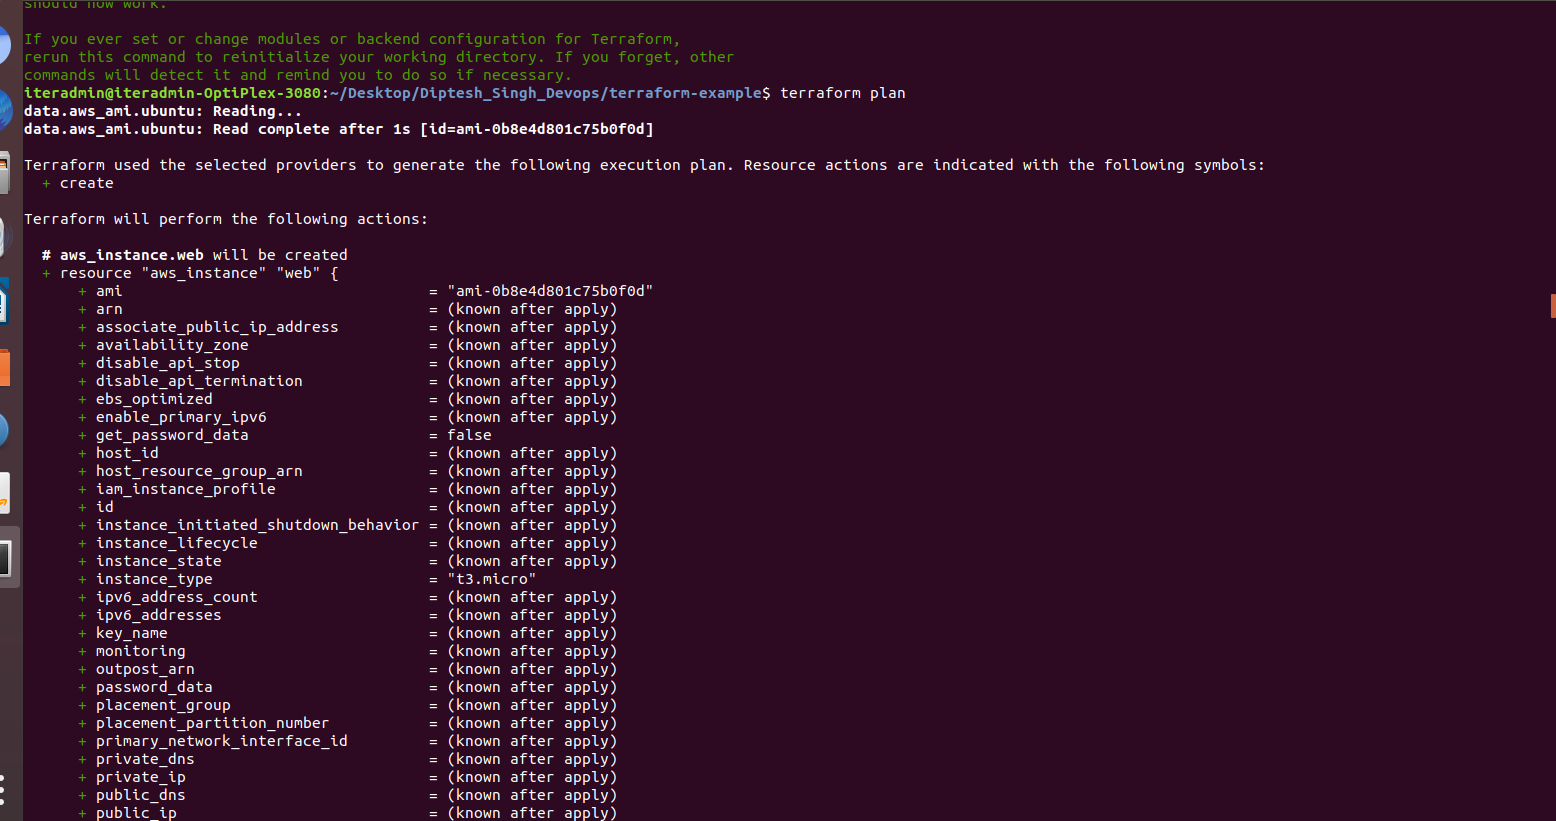 should now work.
If you ever set or change modules or backend configuration for Terraform,
rerun this command to reinitialize your working directory. If you forget, other
commands will detect it and remind you to do so if necessary.
iteradmin@iteradmin-OptiPlex-3080:~/Desktop/Diptesh_Singh_Devops/terraform-example$ terraform plan
data.aws_ami.ubuntu: Reading...
data.aws_ami.ubuntu: Read complete after 1s [id=ami-0b8e4d801c75b0f0d]
Terraform used the selected providers to generate the following execution plan. Resource actions are indicated with the following symbols:
+ create
Terraform will perform the following actions:
# aws_instance.web will be created
+ resource "aws_instance" "web" {
+ ami = "ami-0b8e4d801c75b0f0d"
+ arn = (known after apply)
+ associate_public_ip_address = (known after apply)
+ availability_zone = (known after apply)
+ disable_api_stop = (known after apply)
+ disable_api_termination = (known after apply)
+ ebs_optimized = (known after apply)
+ enable_primary_ipv6 = (known after apply)
+ get_password_data = false
+ host_id = (known after apply)
+ host_resource_group_arn = (known after apply)
+ iam_instance_profile = (known after apply)
+ id = (known after apply)
+ instance_initiated_shutdown_behavior = (known after apply)
+ instance_lifecycle = (known after apply)
+ instance_state = (known after apply)
+ instance_type = "t3.micro"
+ ipv6_address_count = (known after apply)
+ ipv6_addresses = (known after apply)
+ key_name = (known after apply)
+ monitoring = (known after apply)
+ outpost_arn = (known after apply)
+ password_data = (known after apply)
+ placement_group = (known after apply)
+ placement_partition_number = (known after apply)
+ primary_network_interface_id = (known after apply)
+ private_dns = (known after apply)
+ private_ip = (known after apply)
+ public_dns = (known after apply)
+ public_ip = (known after apply)